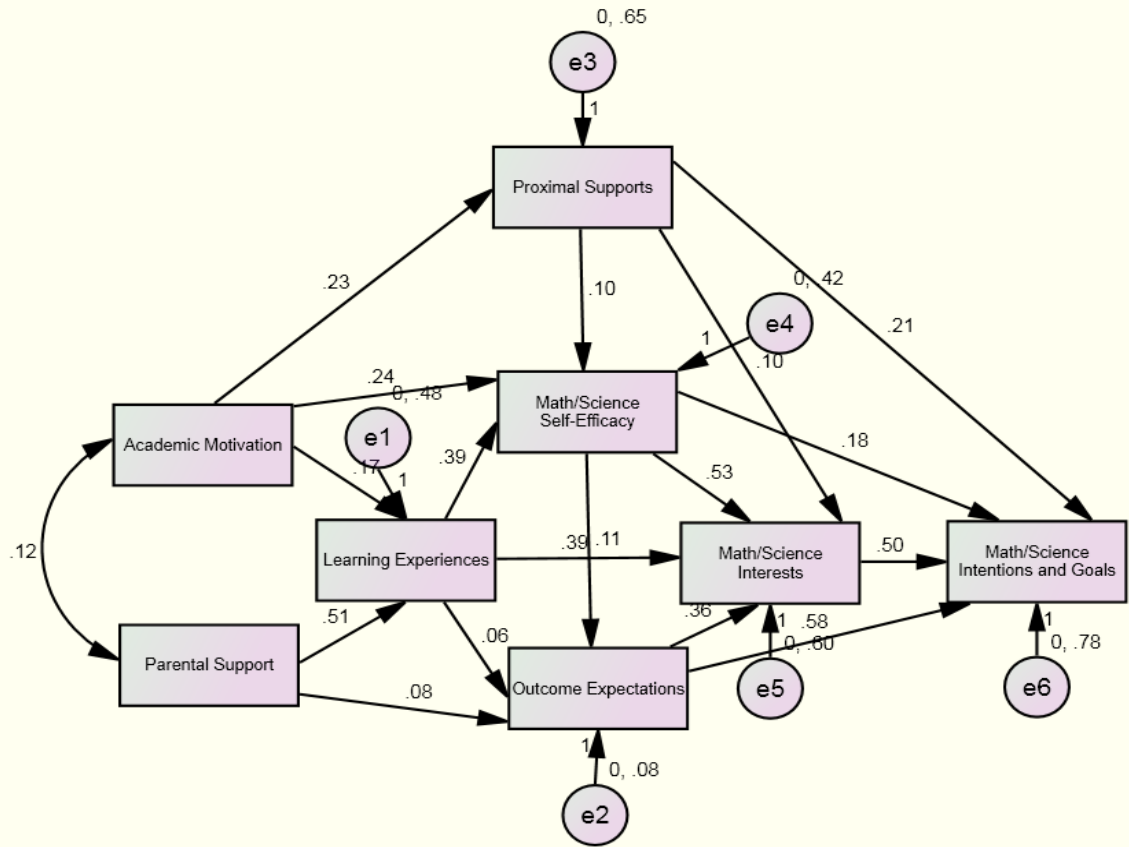 0, .65
e3
1
Proximal Supports
.23
.10
0, .42
e4
.21
1
.10
.24
0, .48
Math/Science
Self-Efficacy
Academic Motivation
e1
.17
1
.39
.18
.53
.12
Learning Experiences
.39
.11
Math/Science
Interests
.50
Math/Science
Intentions and Goals
.51
.06
.36
1
.58
0, .60
1
0, .78
Parental Support
.08
Outcome Expectations
e5
e6
1
0, .08
e2